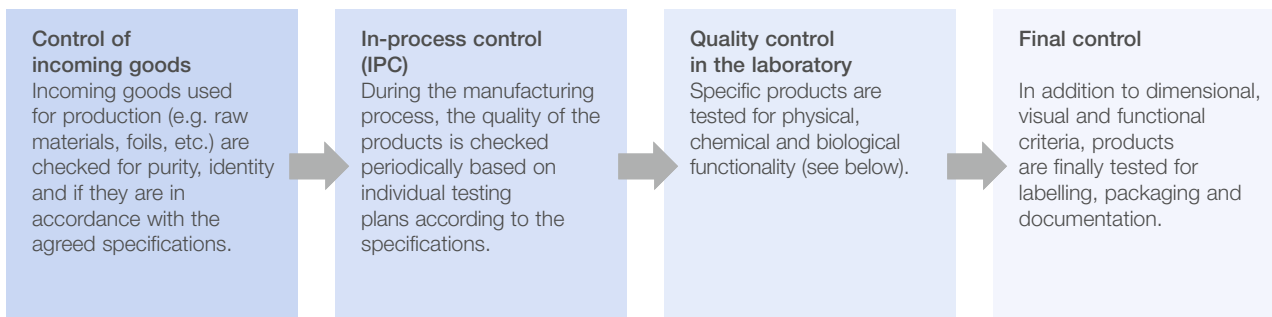 Control of
incoming goods
Incoming goods used
for production (e.g. raw
materials, foils, etc.) are
checked for purity, identity
and if they are in
accordance with the
agreed specifications.
In-process control
(IPC)
During the manufacturing
process, the quality of the
products is checked
periodically based on
individual testing
plans according to the
specifications.
Quality control
in the laboratory
Specific products are
tested for physical,
chemical and biological
functionality (see below).
Final control
In addition to dimensional,
visual and functional
criteria, products
are finally tested for
labelling, packaging and
documentation.